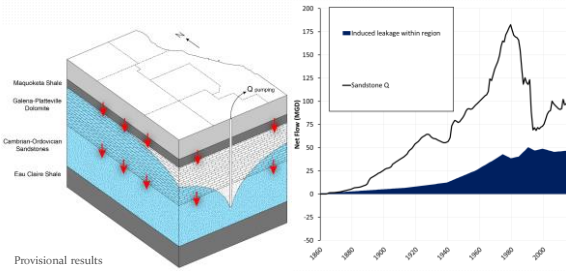 N
Q pumping
Maquoketa Shale
Galena-Platteville
Dolomite
Cambrian-Ordovician
Sandstones
Eau Claire Shale
Provisional results
Net Flow (MGD)
200
175
150
125
100
75
50
25
0
-25
-50
1860
1880
1900
1920
1940
1960
1980
2000
Induced leakage within region
Sandstone Q